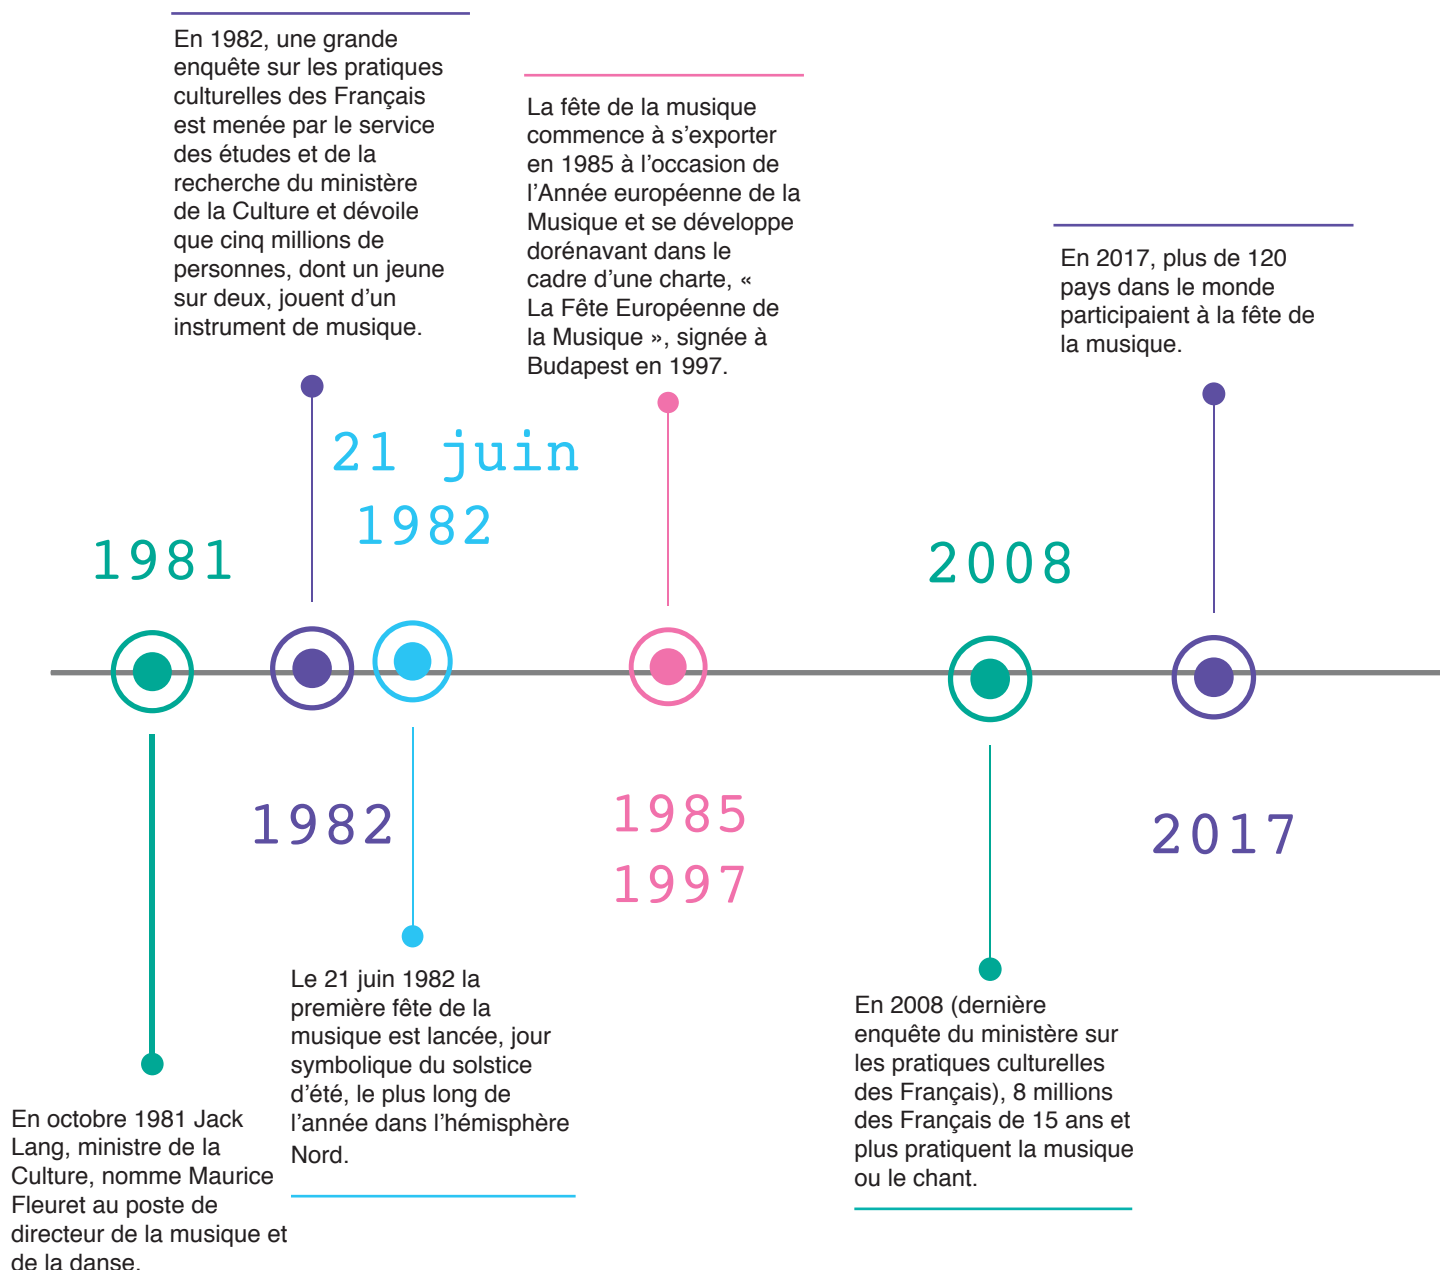 En 1982, une grande
enquête sur les pratiques
culturelles des Français
est menée par le service
des études et de la
recherche du ministère
de la Culture et dévoile
que cinq millions de
personnes, dont un jeune
sur deux, jouent d’un
instrument de musique.
La fête de la musique
commence à s’exporter
en 1985 à l’occasion de
l’Année européenne de la
Musique et se développe
dorénavant dans le
cadre d’une charte, «
La Fête Européenne de
la Musique », signée à
Budapest en 1997.
En 2017, plus de 120
pays dans le monde
participaient à la fête de
la musique.
21 juin
1982
1981
2008
1982
1985
1997
2017
Le 21 juin 1982 la
première fête de la
musique est lancée, jour
symbolique du solstice
d’été, le plus long de
l’année dans l’hémisphère
Nord.
En 2008 (dernière
enquête du ministère sur
les pratiques culturelles
des Français), 8 millions
des Français de 15 ans et
plus pratiquent la musique
ou le chant.
En octobre 1981 Jack
Lang, ministre de la
Culture, nomme Maurice
Fleuret au poste de
directeur de la musique et
de la danse.